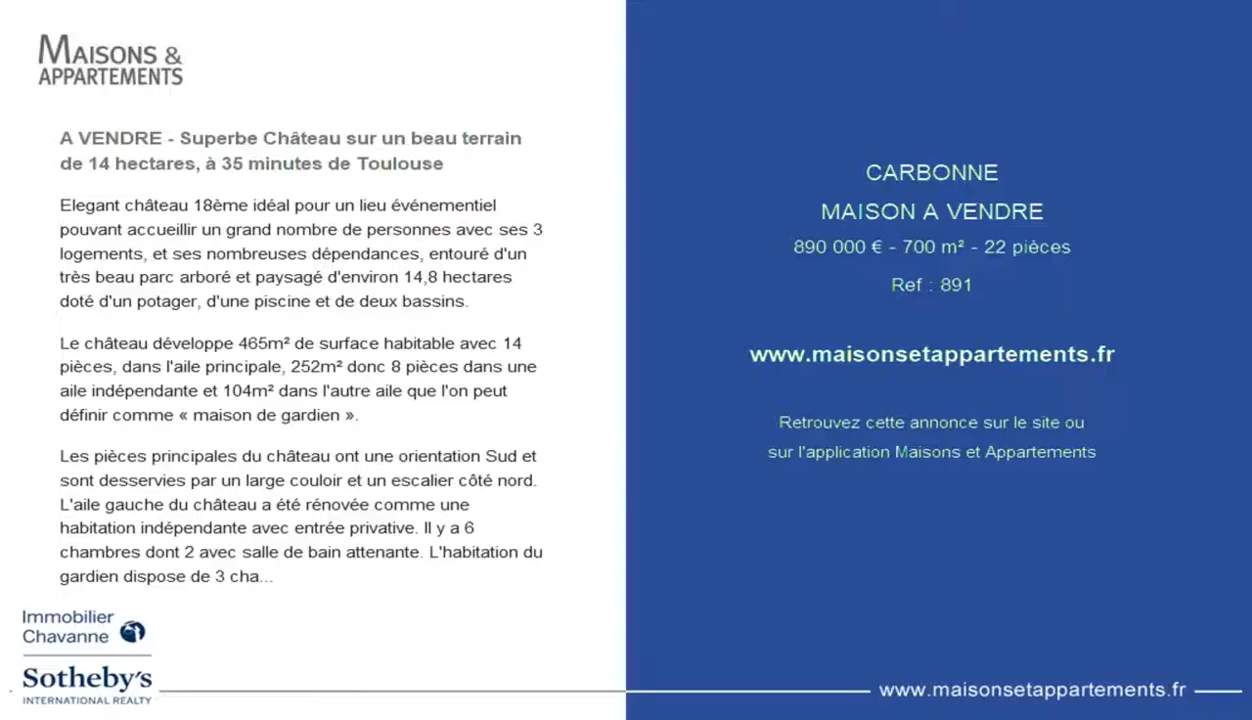 MAISONS &
APPARTEMENTS
A VENDRE - Superbe Château sur un beau terrain
de 14 hectares, à 35 minutes de Toulouse
Elegant château 18ème idéal pour un lieu événementiel
pouvant accueillir un grand nombre de personnes avec ses 3
logements, et ses nombreuses dépendances, entouré d'un
très beau parc arboré et paysagé d'environ 14,8 hectares
doté d'un potager, d'une piscine et de deux bassins.
Le château développe 465m² de surface habitable avec 14
pièces, dans l'aile principale, 252m² donc 8 pièces dans une
aile indépendante et 104m² dans l'autre aile que l'on peut
définir comme « maison de gardien ».
Les pièces principales du château ont une orientation Sud et
sont desservies par un large couloir et un escalier côté nord.
L'aile gauche du château a été rénovée comme une
habitation indépendante avec entrée privative. Il y a 6
chambres dont 2 avec salle de bain attenante. L'habitation du
gardien dispose de 3 cha...
Immobilier
Chavanne
Sotheby's
INTERNATIONAL REALTY
CARBONNE
MAISON A VENDRE
890 000 € - 700 m² - 22 pièces
Ref : 891
www.maisonsetappartements.fr
Retrouvez cette annonce sur le site ou
sur l'application Maisons et Appartements
www.maisonsetappartements.fr